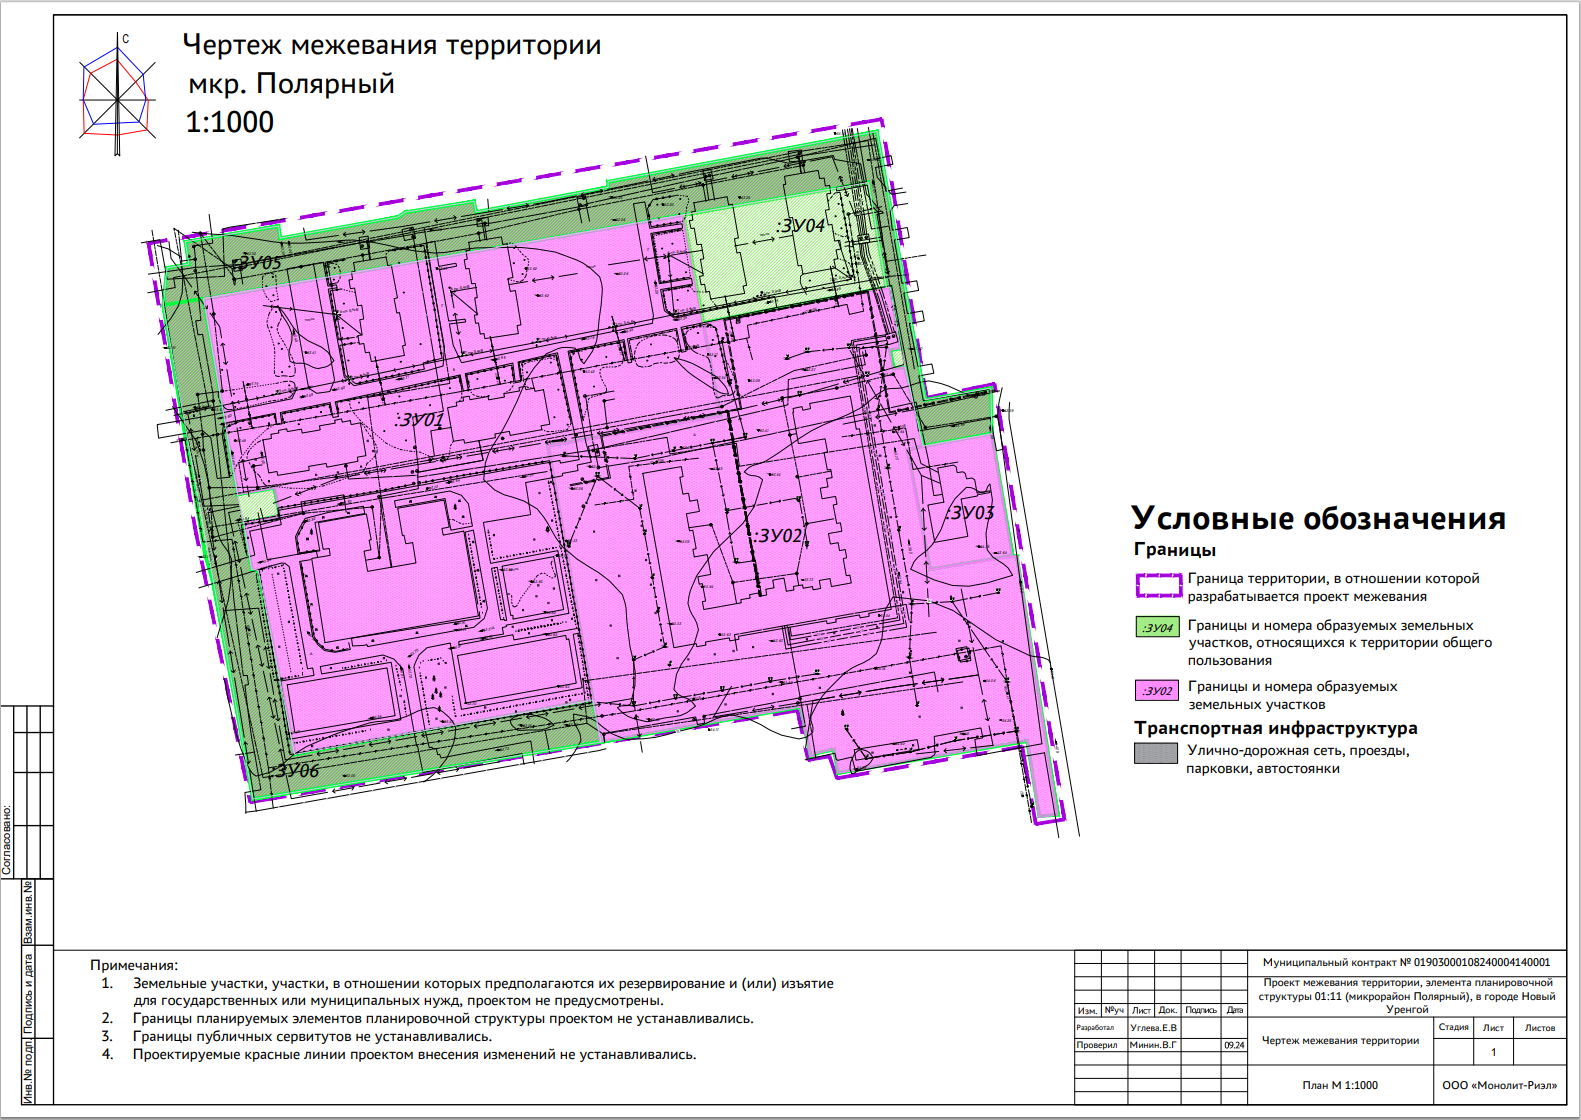 С
Чертеж межевания территории
мкр. Полярный
1:1000
:ЗУ04
:ЗУ05
:ЗУ01
:ЗУ03
:ЗУ02
:ЗУ06
Условные обозначения
Границы
Граница территории, в отношении которой
разрабатывается проект межевания
:ЗУ04
Границы и номера образуемых земельных
участков, относящихся к территории общего
пользования
:ЗУ02
Границы и номера образуемых
земельных участков
Транспортная инфраструктура
Улично-дорожная сеть, проезды,
парковки, автостоянки
Согласовано:
Взам.инв.№
Подпись и дата
Инв.№ подл.
Примечания:
1. Земельные участки, участки, в отношении которых предполагаются их резервирование и (или) изъятие
для государственных или муниципальных нужд, проектом не предусмотрены.
2. Границы планируемых элементов планировочной структуры проектом не устанавливались.
3. Границы публичных сервитутов не устанавливались.
4. Проектируемые красные линии проектом внесения изменений не устанавливались.
Муниципальный контракт № 01903000108240004140001
Проект межевания территории, элемента планировочной
структуры 01:11 (микрорайон Полярный), в городе Новый
Уренгой
Изм. №уч Лист Док. Подпись Дата
Разработал Углева.Е.В
Проверил Минин.В.Г 09.24
Чертеж межевания территории
Стадия Лист Листов
1
План М 1:1000
ООО «Монолит-Риэл»